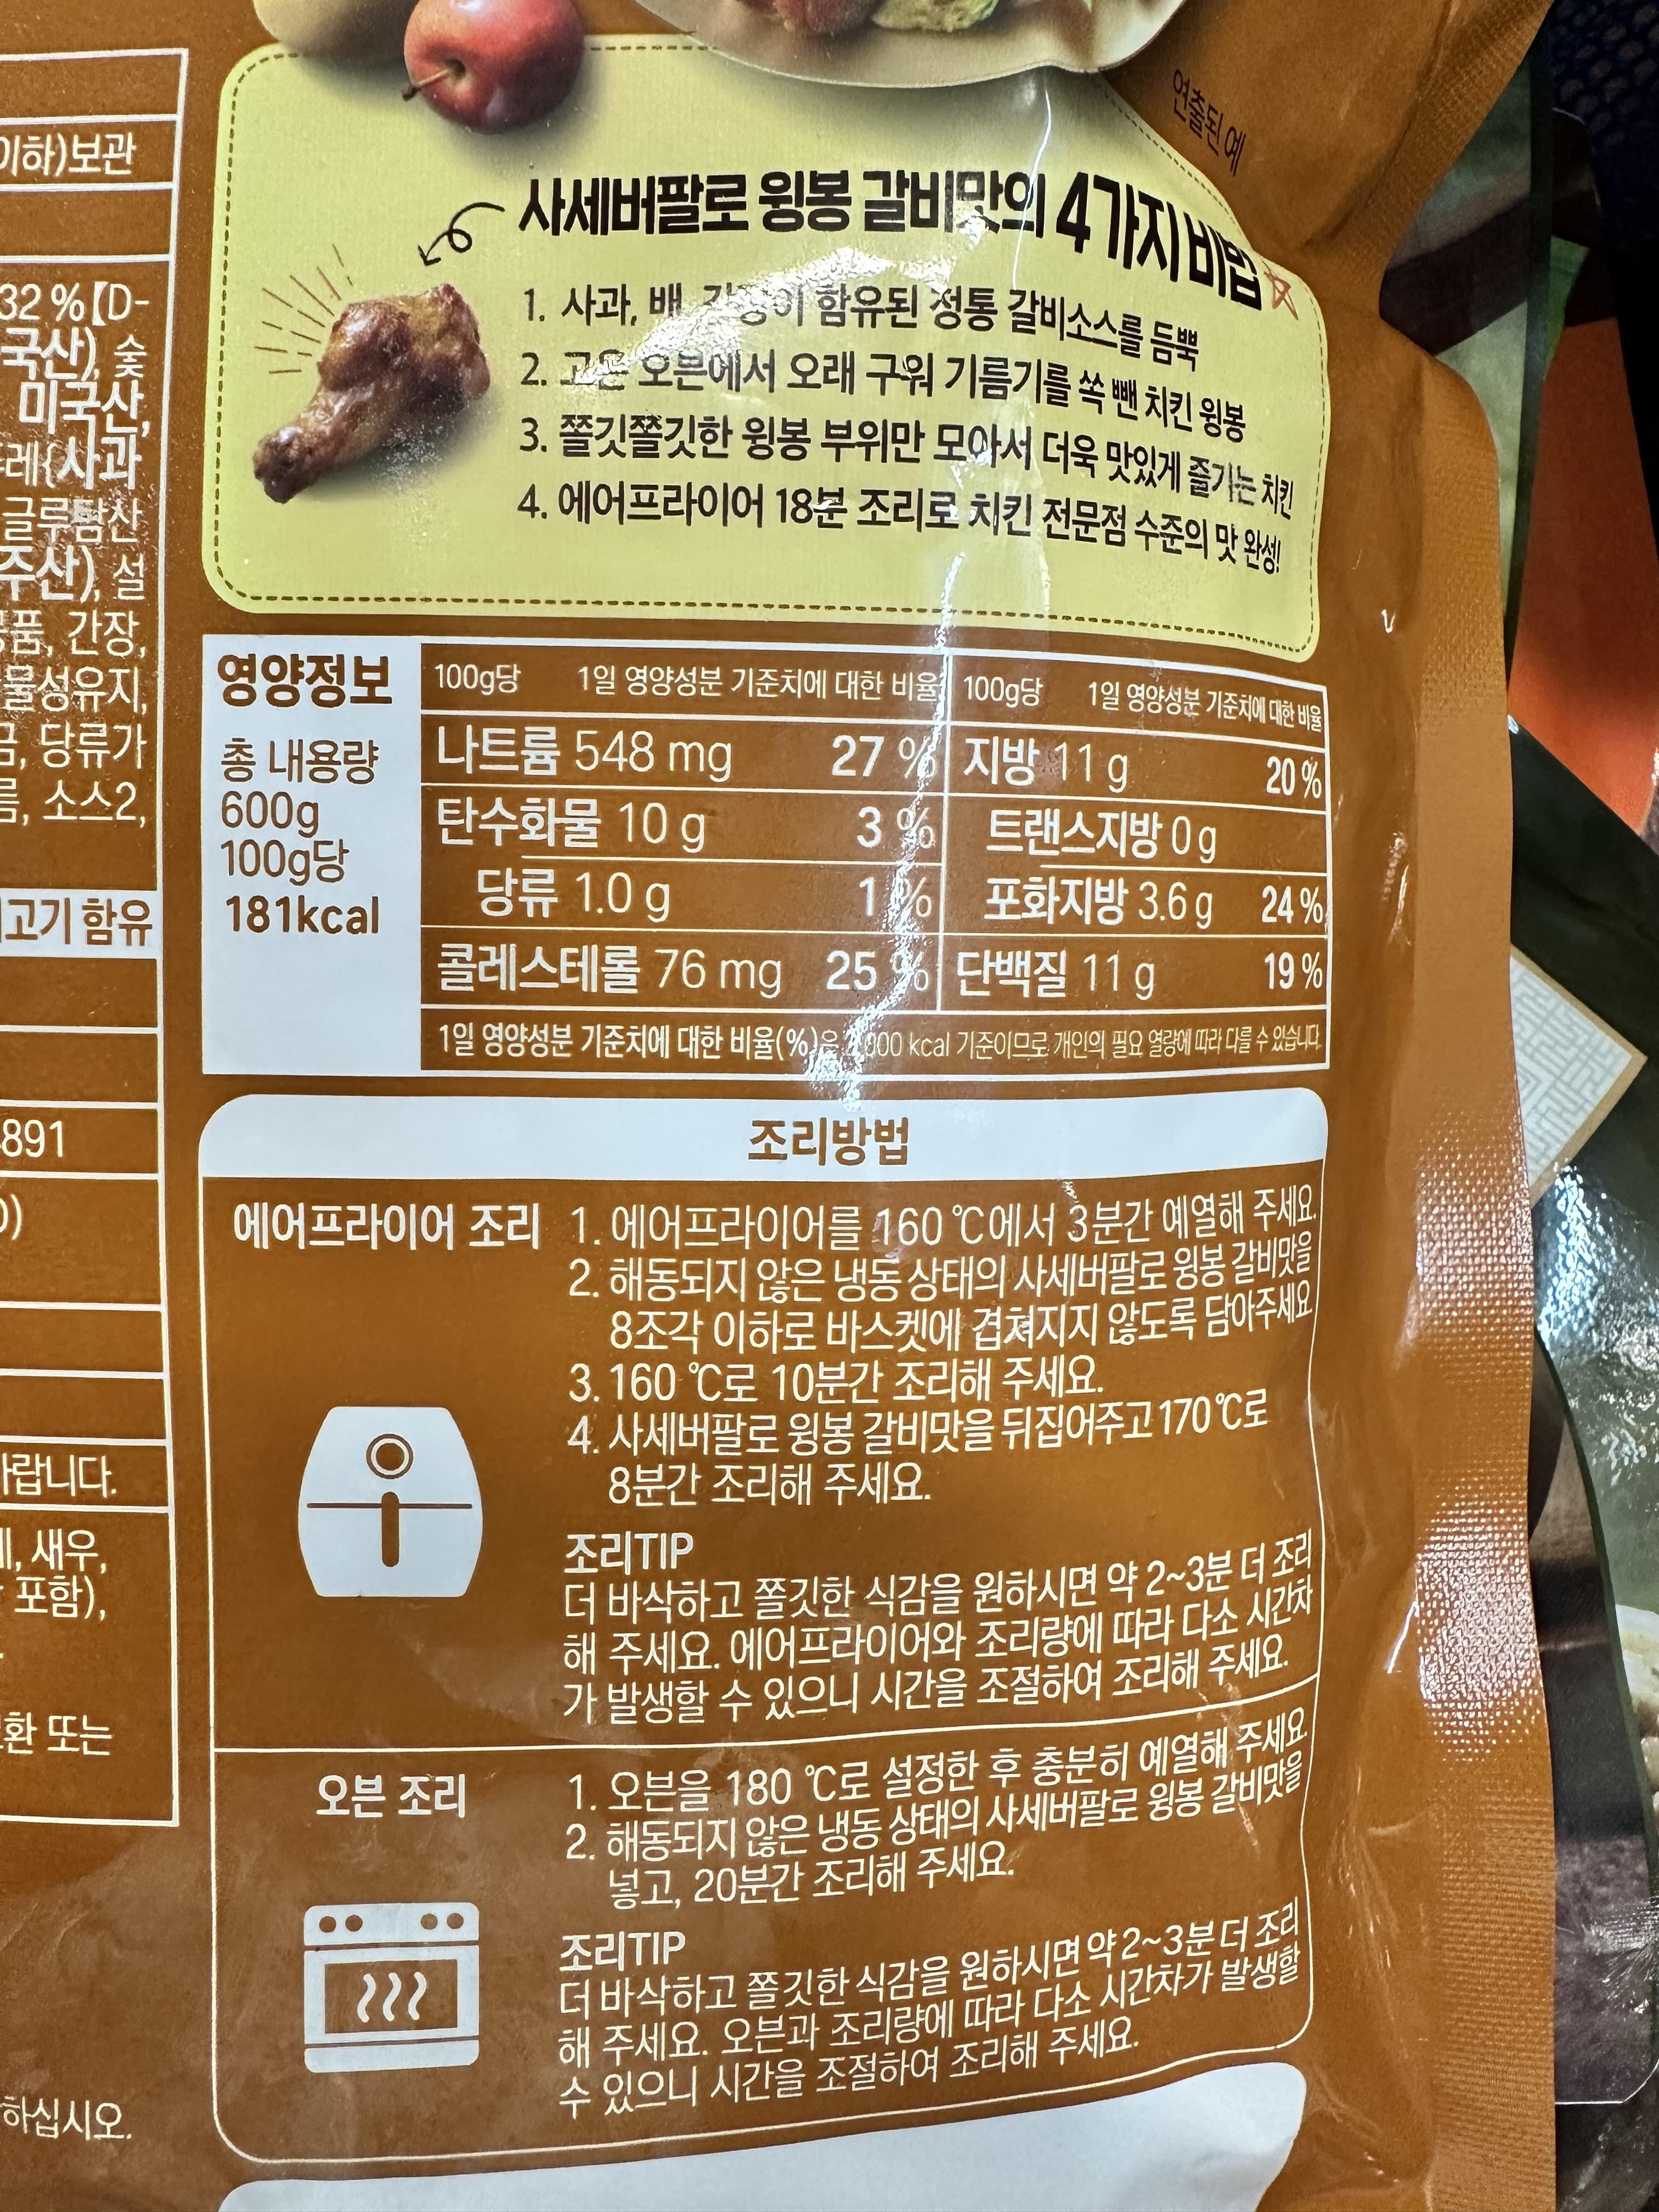 연출된 예
이하)보관
32 %【D-
국산), 숯
미국산,
레{사과
글루탐산
주산), 설
품, 간장,
물성유지,
당류가
소스2,
고기 함유
891
랍니다.
새우,
포함),
환 또는
하십시오.
사세버팔로 윙봉 갈비맛의 4가지 비법
1. 사과, 배, 함유된 정통 갈비소스를 듬뿍
2. 고온 오븐에서 오래 구워 기름기를 쏙 뺀 치킨 윙봉
3. 쫄깃쫄깃한 윙봉 부위만 모아서 더욱 맛있게 즐기는 치킨
4. 에어프라이어 18분 조리로 치킨 전문점 수준의 맛 완성!
영양정보
총 내용량
600g
100g당
181kcal
100g당 1일 영양성분 기준치에 대한 비율
나트륨 548 mg 27 %
탄수화물 10 g 3 %
당류 1.0 g 1 %
콜레스테롤 76 mg 25 %
100g당 1일 영양성분 기준치에 대한 비율
지방 11 g 20 %
트랜스지방 0 g
포화지방 3.6 g 24 %
단백질 11 g 19 %
1일 영양성분 기준치에 대한 비율(%)은 2,000 kcal 기준이므로 개인의 필요 열량에 따라 다를 수 있습니다.
조리방법
에어프라이어 조리
1. 에어프라이어를 160 ℃에서 3분간 예열해 주세요.
2. 해동되지 않은 냉동 상태의 사세버팔로 윙봉 갈비맛을
8조각 이하로 바스켓에 겹쳐지지 않도록 담아주세요.
3. 160 ℃로 10분간 조리해 주세요.
4. 사세버팔로 윙봉 갈비맛을 뒤집어주고 170 ℃로
8분간 조리해 주세요.
조리TIP
더 바삭하고 쫄깃한 식감을 원하시면 약 2~3분 더 조리
해 주세요. 에어프라이어와 조리량에 따라 다소 시간차
가 발생할 수 있으니 시간을 조절하여 조리해 주세요.
오븐 조리
1. 오븐을 180 ℃로 설정한 후 충분히 예열해 주세요.
2. 해동되지 않은 냉동 상태의 사세버팔로 윙봉 갈비맛을
넣고, 20분간 조리해 주세요.
조리TIP
더 바삭하고 쫄깃한 식감을 원하시면 약 2~3분 더 조리
해 주세요. 오븐과 조리량에 따라 다소 시간차가 발생할
수 있으니 시간을 조절하여 조리해 주세요.